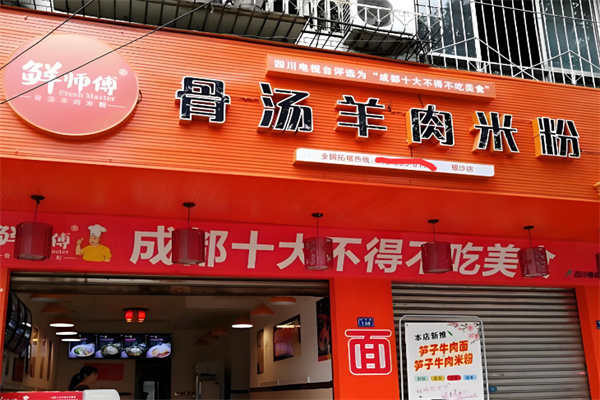 四川电视台评选为“成都十大不得不吃美食”
鲜师傅®
Fresh Master
骨汤羊肉米粉
全国拓展热线:
成都十大不得不吃美食
面
本店新推
笋子牛肉面
笋子牛肉米粉